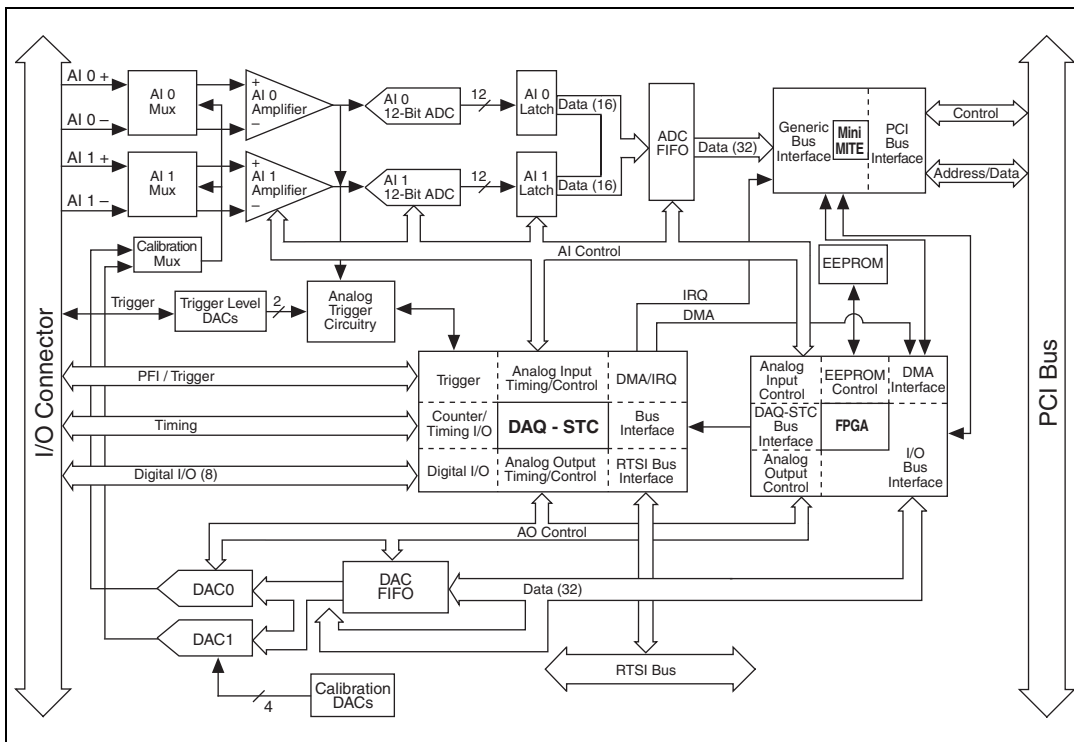 I/O Connector
PCI Bus
AI 0 +
AI 0 –
AI 1 +
AI 1 –
AI 0
Mux
AI 1
Mux
+
AI 0
Amplifier
–
+
AI 1
Amplifier
–
AI 0
12-Bit ADC
AI 1
12-Bit ADC
12
12
AI 0
Latch
AI 1
Latch
Data (16)
Data (16)
ADC
FIFO
Data (32)
Generic
Bus
Interface
Mini
MITE
PCI
Bus
Interface
Control
Address/Data
Calibration
Mux
AI Control
EEPROM
Trigger
Trigger Level
DACs
2
Analog
Trigger
Circuitry
IRQ
DMA
PFI / Trigger
Timing
Digital I/O (8)
Trigger
Analog Input
Timing/Control
DMA/IRQ
Counter/
Timing I/O
DAQ - STC
Bus
Interface
Digital I/O
Analog Output
Timing/Control
RTSI Bus
Interface
Analog
Input
Control
EEPROM
Control
DMA
Interface
DAQ-STC
Bus
Interface
FPGA
Analog
Output
Control
I/O
Bus
Interface
AO Control
DAC0
DAC
FIFO
Data (32)
DAC1
RTSI Bus
4
Calibration
DACs